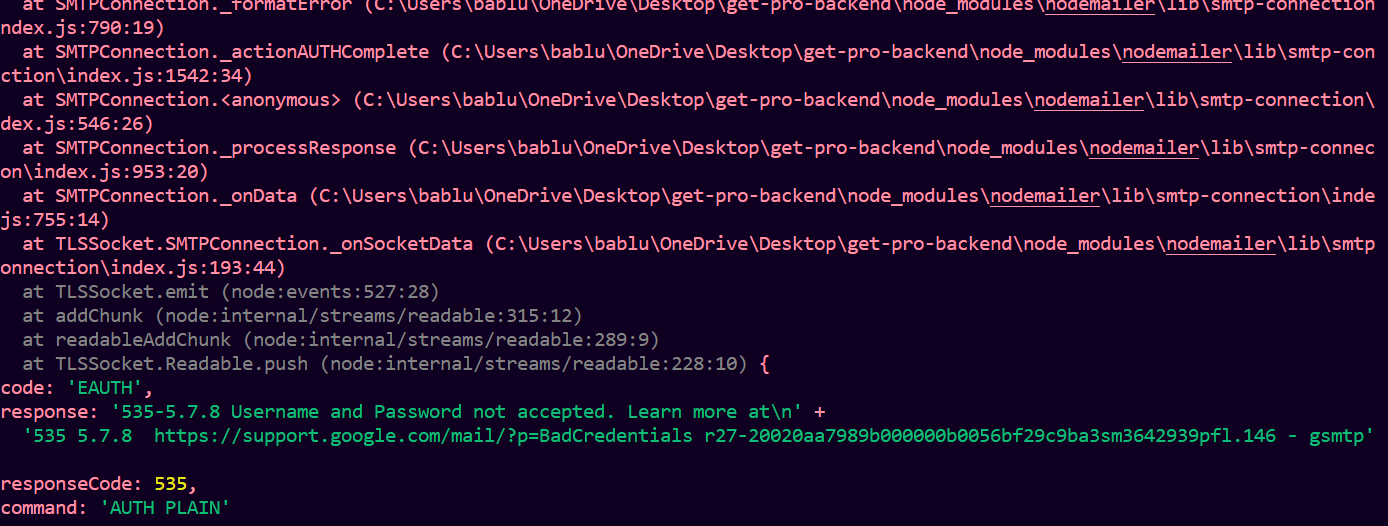 at SMTPConnection._formatError (C:\Users\bablu\OneDrive\Desktop\get-pro-backend\node_modules\nodemailer\lib\smtp-connection
ndex.js:790:19)
at SMTPConnection._actionAUTHComplete (C:\Users\bablu\OneDrive\Desktop\get-pro-backend\node_modules\nodemailer\lib\smtp-con
ction\index.js:1542:34)
at SMTPConnection.<anonymous> (C:\Users\bablu\OneDrive\Desktop\get-pro-backend\node_modules\nodemailer\lib\smtp-connection\
dex.js:546:26)
at SMTPConnection._processResponse (C:\Users\bablu\OneDrive\Desktop\get-pro-backend\node_modules\nodemailer\lib\smtp-connec
on\index.js:953:20)
at SMTPConnection._onData (C:\Users\bablu\OneDrive\Desktop\get-pro-backend\node_modules\nodemailer\lib\smtp-connection\inde
js:755:14)
at TLSSocket.SMTPConnection._onSocketData (C:\Users\bablu\OneDrive\Desktop\get-pro-backend\node_modules\nodemailer\lib\smtp
onnection\index.js:193:44)
at TLSSocket.emit (node:events:527:28)
at addChunk (node:internal/streams/readable:315:12)
at readableAddChunk (node:internal/streams/readable:289:9)
at TLSSocket.Readable.push (node:internal/streams/readable:228:10) {
code: 'EAUTH',
response: '535-5.7.8 Username and Password not accepted. Learn more at\n' +
'535 5.7.8  https://support.google.com/mail/?p=BadCredentials r27-20020aa7989b000000b0056bf29c9ba3sm3642939pfl.146 - gsmtp'
responseCode: 535,
command: 'AUTH PLAIN'